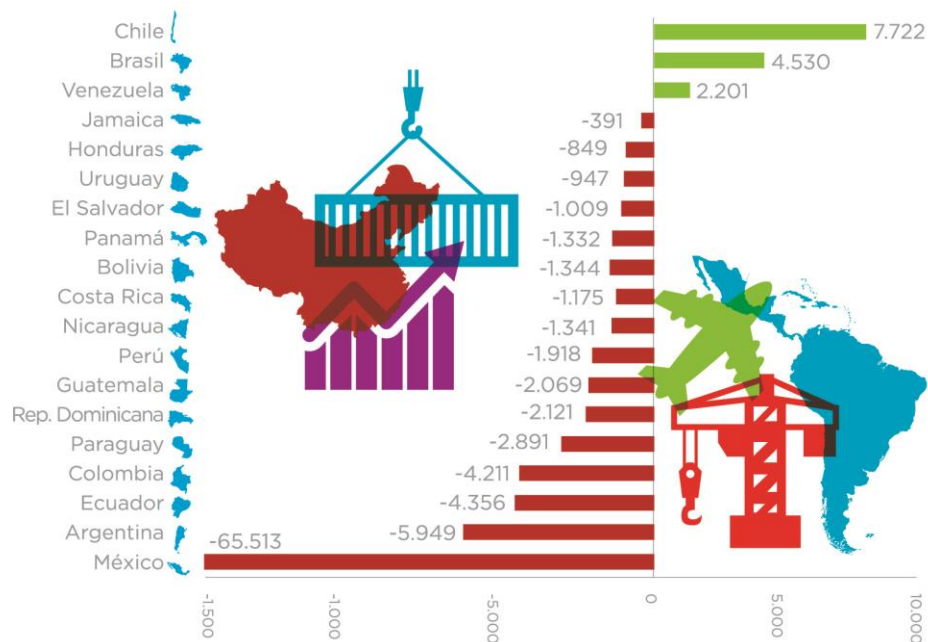 Chile 7.722
Brasil 4.530
Venezuela 2.201
Jamaica -391
Honduras -849
Uruguay -947
El Salvador -1.009
Panamá -1.332
Bolivia -1.344
Costa Rica -1.175
Nicaragua -1.341
Perú -1.918
Guatemala -2.069
Rep. Dominicana -2.121
Paraguay -2.891
Colombia -4.211
Ecuador -4.356
Argentina -5.949
México -65.513
-1.500 -1.000 -5.000 0 5.000 10.000